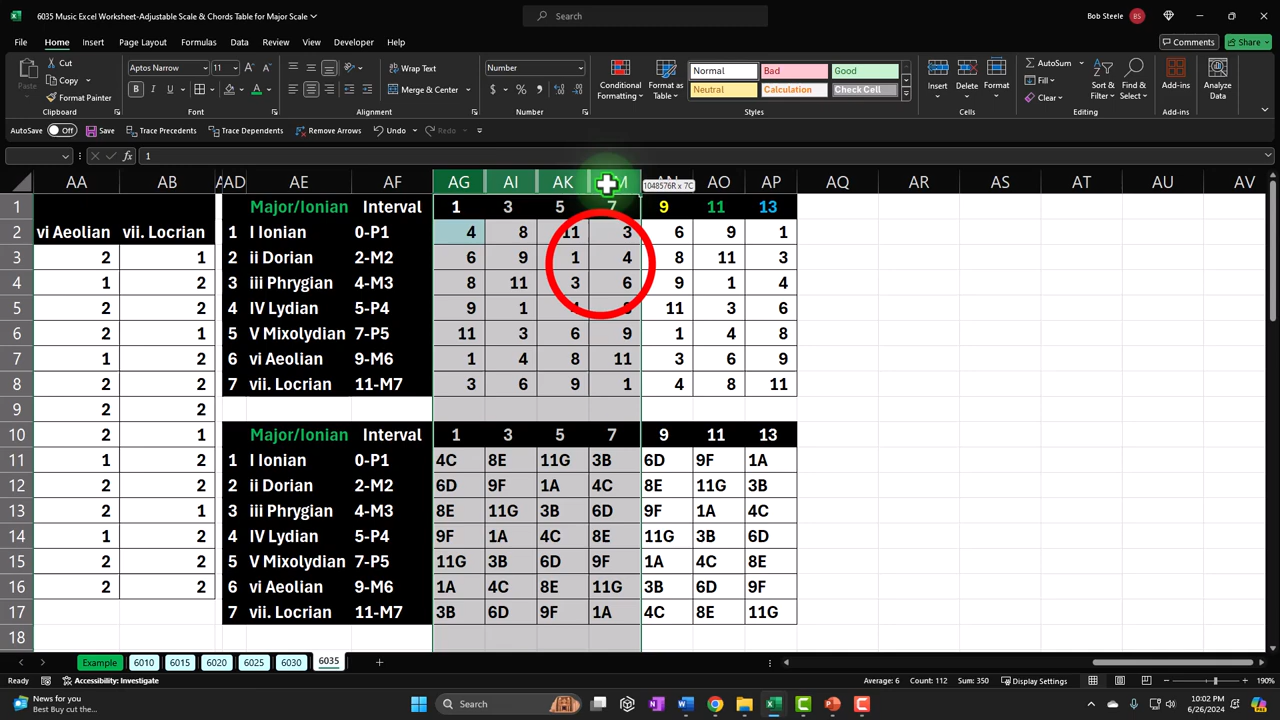 6035 Music Excel Worksheet-Adjustable Scale & Chords Table for Major Scale
Search
Bob Steele BS
File Home Insert Page Layout Formulas Data Review View Developer Help
Comments Share
Paste Cut Copy Format Painter
Aptos Narrow 11
Wrap Text
Merge & Center
Number
Conditional Formatting Format as Table
Normal Bad Good
Neutral Calculation Check Cell
Insert Delete Format
AutoSum Fill Clear
Sort & Filter Find & Select
Add-ins Analyze Data
Clipboard Font Alignment Number Styles Cells Editing Add-ins
AutoSave Off Save Trace Precedents Trace Dependents Remove Arrows Undo Redo
fx 1
AA AB AD AE AF AG AI AK M 1048576R x 7C AO AP AQ AR AS AT AU AV
1 Major/Ionian Interval 1 3 5 7 9 11 13
2 vi Aeolian vii. Locrian 1 I Ionian 0-P1 4 8 11 3 6 9 1
3 2 1 2 ii Dorian 2-M2 6 9 1 4 8 11 3
4 1 2 3 iii Phrygian 4-M3 8 11 3 6 9 1 4
5 2 2 4 IV Lydian 5-P4 9 1 4 8 11 3 6
6 2 1 5 V Mixolydian 7-P5 11 3 6 9 1 4 8
7 1 2 6 vi Aeolian 9-M6 1 4 8 11 3 6 9
8 2 2 7 vii. Locrian 11-M7 3 6 9 1 4 8 11
9 2 2
10 2 1 Major/Ionian Interval 1 3 5 7 9 11 13
11 1 2 1 I Ionian 0-P1 4C 8E 11G 3B 6D 9F 1A
12 2 2 2 ii Dorian 2-M2 6D 9F 1A 4C 8E 11G 3B
13 2 1 3 iii Phrygian 4-M3 8E 11G 3B 6D 9F 1A 4C
14 1 2 4 IV Lydian 5-P4 9F 1A 4C 8E 11G 3B 6D
15 2 2 5 V Mixolydian 7-P5 11G 3B 6D 9F 1A 4C 8E
16 2 2 6 vi Aeolian 9-M6 1A 4C 8E 11G 3B 6D 9F
17 7 vii. Locrian 11-M7 3B 6D 9F 1A 4C 8E 11G
18
Example 6010 6015 6020 6025 6030 6035
Ready Accessibility: Investigate Average: 6 Count: 112 Sum: 350 Display Settings 190%
News for you
Best Buy cut the...
Search
10:02 PM
6/26/2024